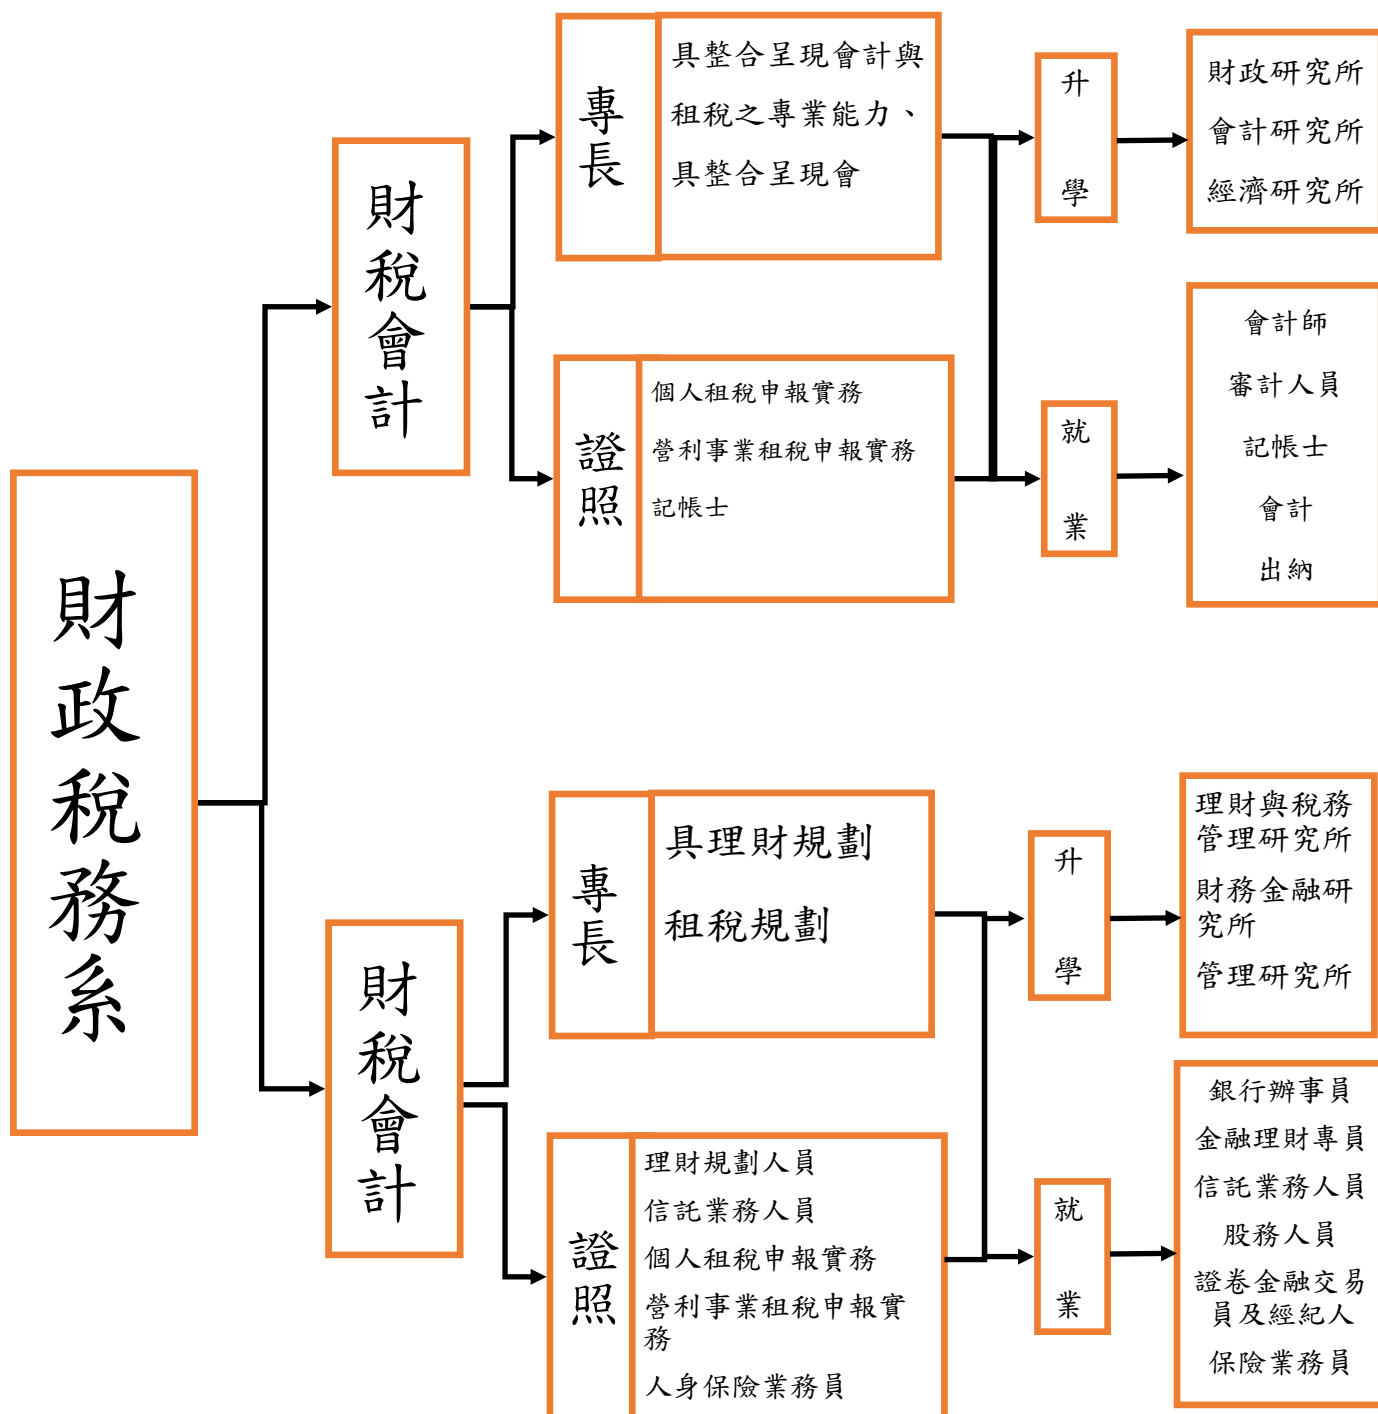 財政稅務系
財稅會計
專長
具整合呈現會計與
租稅之專業能力、
具整合呈現會
證照
個人租稅申報實務
營利事業租稅申報實務
記帳士
升學
財政研究所
會計研究所
經濟研究所
就業
會計師
審計人員
記帳士
會計
出納
財稅會計
專長
具理財規劃
租稅規劃
證照
理財規劃人員
信託業務人員
個人租稅申報實務
營利事業租稅申報實
務
人身保險業務員
升學
理財與稅務
管理研究所
財務金融研
究所
管理研究所
就業
銀行辦事員
金融理財專員
信託業務人員
股務人員
證卷金融交易
員及經紀人
保險業務員